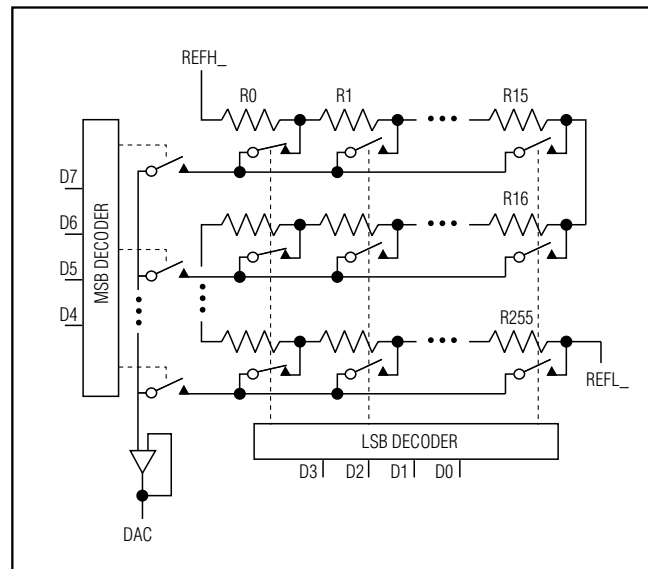 REFH_
R0 R1 R15
D7
D6
D5
D4
MSB DECODER
R16
R255
REFL_
LSB DECODER
D3 D2 D1 D0
DAC